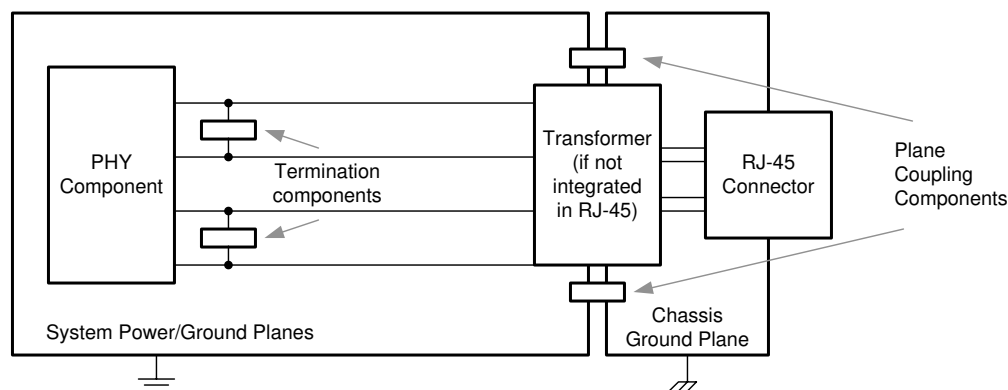 PHY
Component
Termination
components
Transformer
(if not
integrated
in RJ-45)
RJ-45
Connector
Plane
Coupling
Components
System Power/Ground Planes
Chassis
Ground Plane